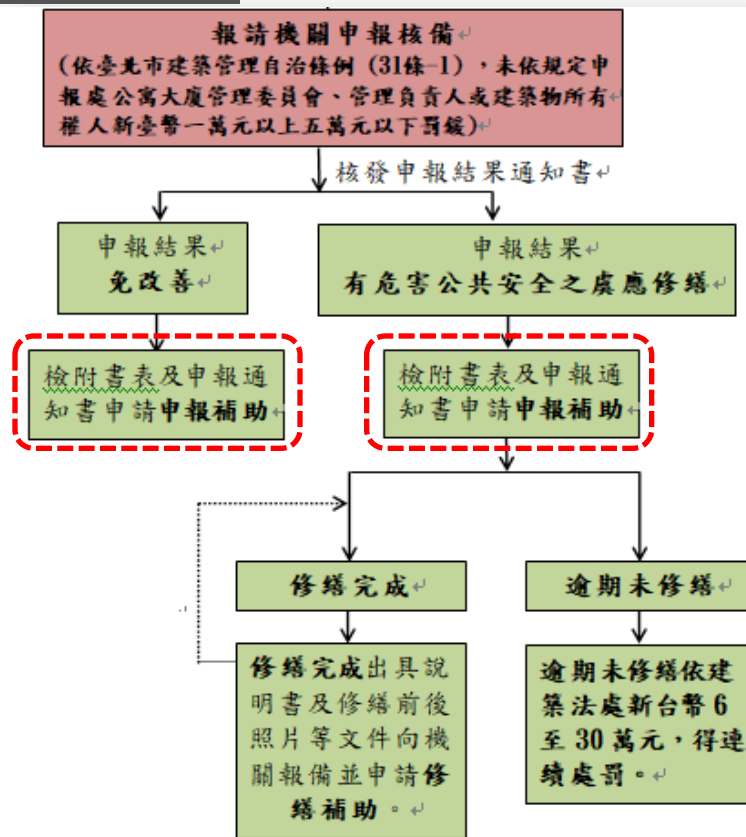 報請機關申報核備
(依臺北市建築管理自治條例 (31條-1) ，未依規定申
報處公寓大廈管理委員會、管理負責人或建築物所有
權人新臺幣一萬元以上五萬元以下罰鍰)
核發申報結果通知書
申報結果
免改善
申報結果
有危害公共安全之虞應修繕
檢附書表及申報通
知書申請申報補助
檢附書表及申報通
知書申請申報補助
修繕完成
逾期未修繕
修繕完成出具說
明書及修繕前後
照片等文件向機
關報備並申請修
繕補助。
逾期未修繕依建
築法處新台幣 6
至 30 萬元，得連
續處罰。